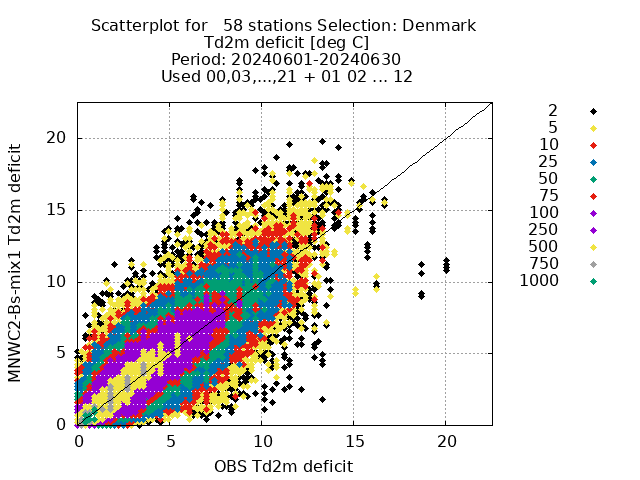 Scatterplot for   58 stations Selection: Denmark
Td2m deficit [deg C]
Period: 20240601-20240630
Used 00,03,...,21 + 01 02 ... 12
MNWC2-Bs-mix1 Td2m deficit
20
15
10
5
0
0 5 10 15 20
OBS Td2m deficit
2
5
10
25
50
75
100
250
500
750
1000